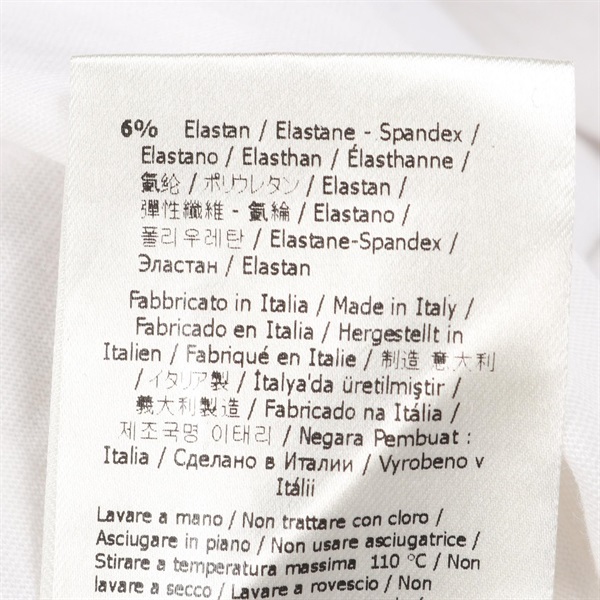 6% Elastan / Elastane - Spandex /
Elastano / Elasthan / Élasthanne /
氨纶 / ポリウレタン / Elastan /
彈性纖維 - 氨綸 / Elastano /
폴리우레탄 / Elastane-Spandex /
Эластан / Elastan
Fabbricato in Italia / Made in Italy /
Fabricado en Italia / Hergestellt in
Italien / Fabriqué en Italie / 制造 意大利
/ イタリア製 / İtalya'da üretilmiştir /
義大利製造 / Fabricado na Itália /
제조국명 이태리 / Negara Pembuat :
Italia / Сделано в Италии / Vyrobeno v
Itálii
Lavare a mano / Non trattare con cloro /
Asciugare in piano / Non usare asciugatrice /
Stirare a temperatura massima 110 °C / Non
lavare a secco / Lavare a rovescio / Non